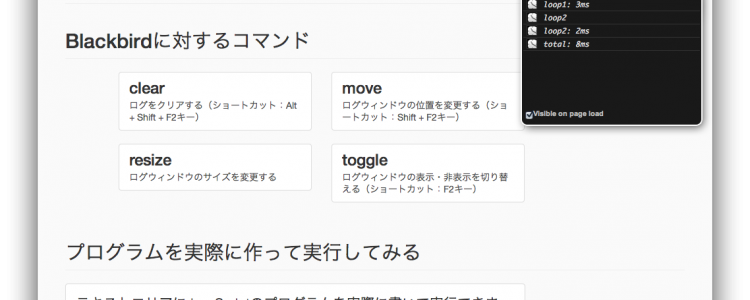 loop1: 3ms
loop2
loop2: 2ms
total: 8ms
Visible on page load
Blackbirdに対するコマンド
clear
ログをクリアする（ショートカット：Alt
+ Shift + F2キー）
move
ログウィンドウの位置を変更する（ショ
ートカット：Shift + F2キー）
resize
ログウィンドウのサイズを変更する
toggle
ログウィンドウの表示・非表示を切り替
える（ショートカット：F2キー）
プログラムを実際に作って実行してみる